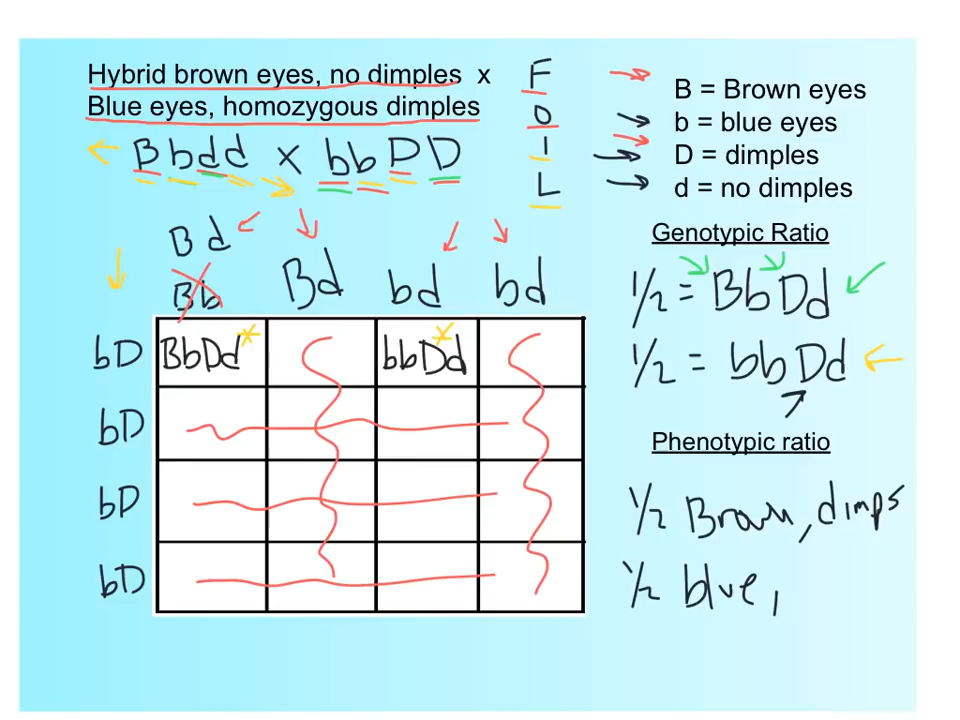 Hybrid brown eyes, no dimples x
Blue eyes, homozygous dimples
Bbdd x bbDD
F
O
I
L
B = Brown eyes
b = blue eyes
D = dimples
d = no dimples
Genotypic Ratio
1/2 = BbDd
1/2 = bbDd
Phenotypic ratio
1/2 Brown, dimps
1/2 blue,
Bd
Bb Bd bd bd
bD BbDd bbDd
bD
bD
bD